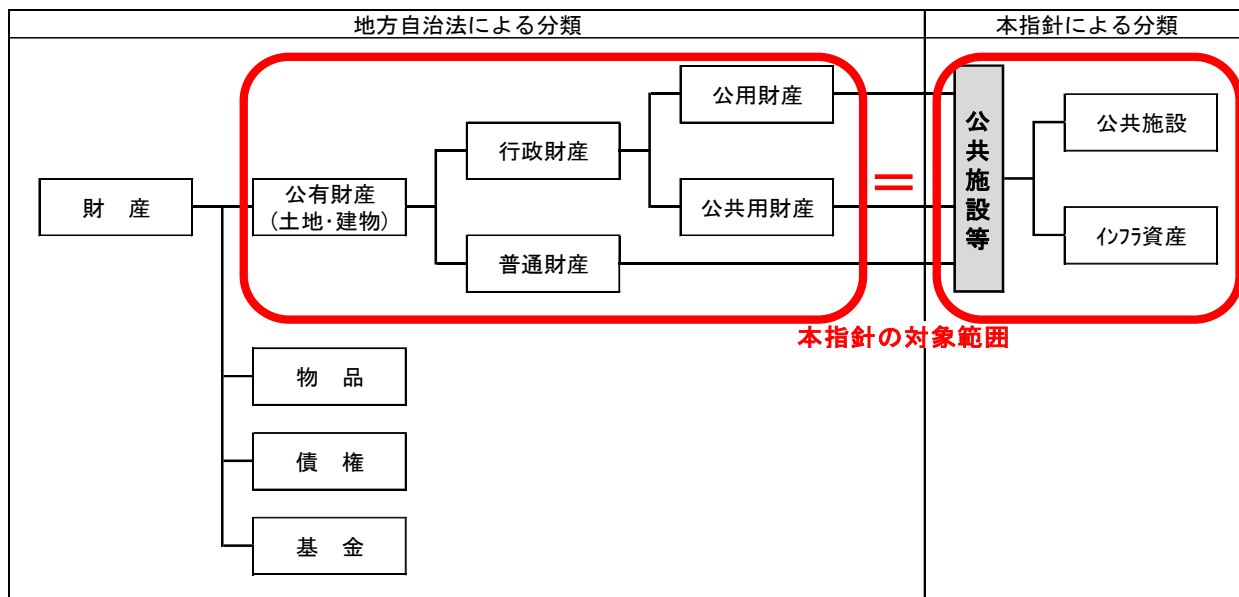 地方自治法による分類
本指針による分類
財　産
公有財産
(土地・建物)
行政財産
普通財産
公用財産
公共用財産
＝
公共施設等
公共施設
ｲﾝﾌﾗ資産
本指針の対象範囲
物　品
債　権
基　金